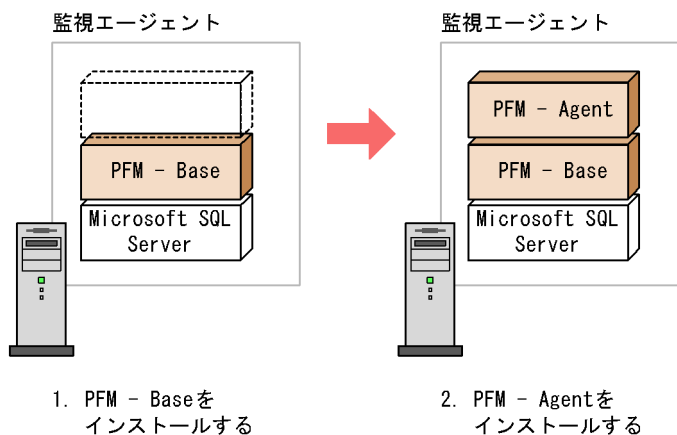 監視エージェント
PFM - Base
Microsoft SQL
Server
1. PFM - Baseを
インストールする
監視エージェント
PFM - Agent
PFM - Base
Microsoft SQL
Server
2. PFM - Agentを
インストールする